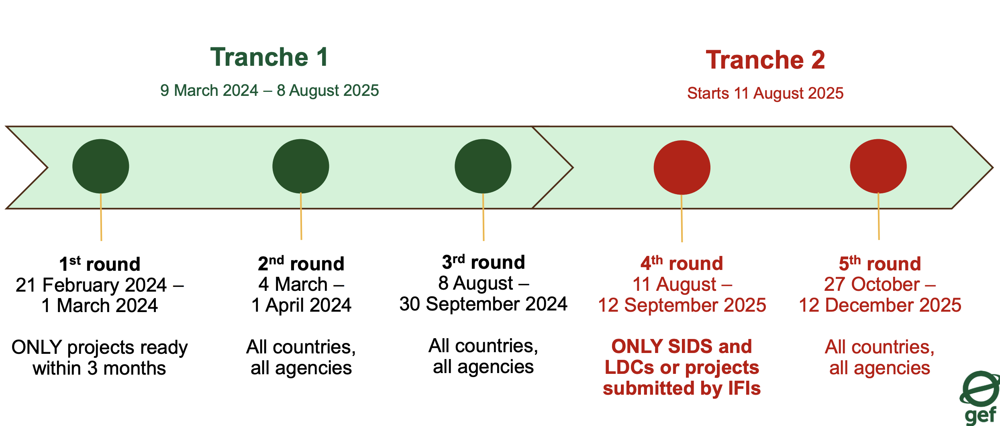 Tranche 1
9 March 2024 – 8 August 2025
Tranche 2
Starts 11 August 2025
1st round
21 February 2024 –
1 March 2024
ONLY projects ready
within 3 months
2nd round
4 March –
1 April 2024
All countries,
all agencies
3rd round
8 August –
30 September 2024
All countries,
all agencies
4th round
11 August –
12 September 2025
ONLY SIDS and
LDCs or projects
submitted by IFIs
5th round
27 October –
12 December 2025
All countries,
all agencies
gef